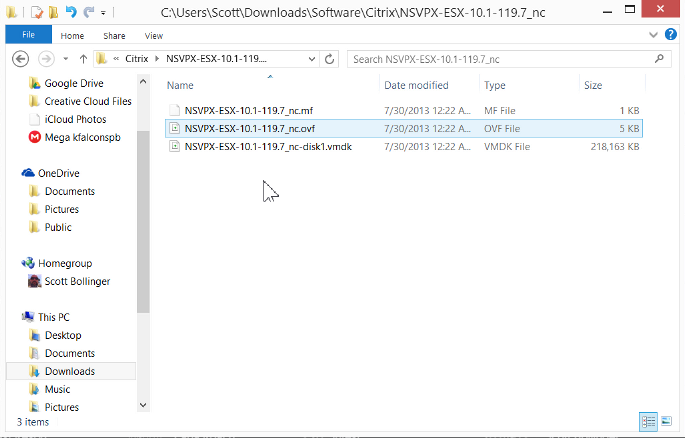 C:\Users\Scott\Downloads\Software\Citrix\NSVPX-ESX-10.1-119.7_nc
File Home Share View
« Citrix NSVPX-ESX-10.1-119.... Search NSVPX-ESX-10.1-119.7_nc
Name Date modified Type Size
Google Drive
Creative Cloud Files
iCloud Photos
Mega kfalconspb
OneDrive
Documents
Pictures
Public
Homegroup
Scott Bollinger
This PC
Desktop
Documents
Downloads
Music
Pictures
NSVPX-ESX-10.1-119.7_nc.mf 7/30/2013 12:22 A... MF File 1 KB
NSVPX-ESX-10.1-119.7_nc.ovf 7/30/2013 12:22 A... OVF File 5 KB
NSVPX-ESX-10.1-119.7_nc-disk1.vmdk 7/30/2013 12:22 A... VMDK File 218,163 KB
3 items